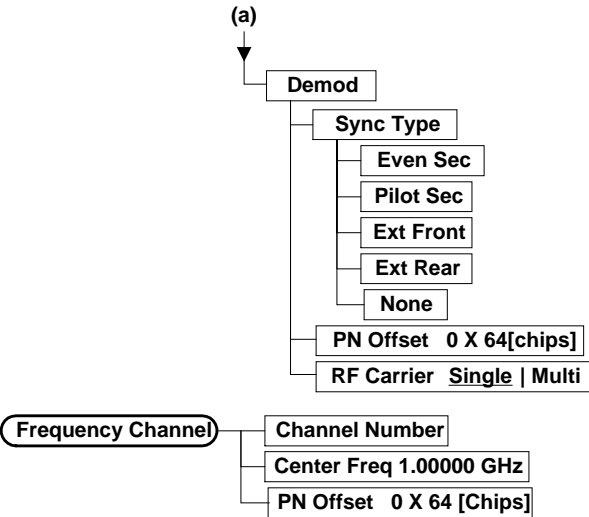 (a)
Demod
Sync Type
Even Sec
Pilot Sec
Ext Front
Ext Rear
None
PN Offset 0 X 64[chips]
RF Carrier Single | Multi
Frequency Channel
Channel Number
Center Freq 1.00000 GHz
PN Offset 0 X 64 [Chips]